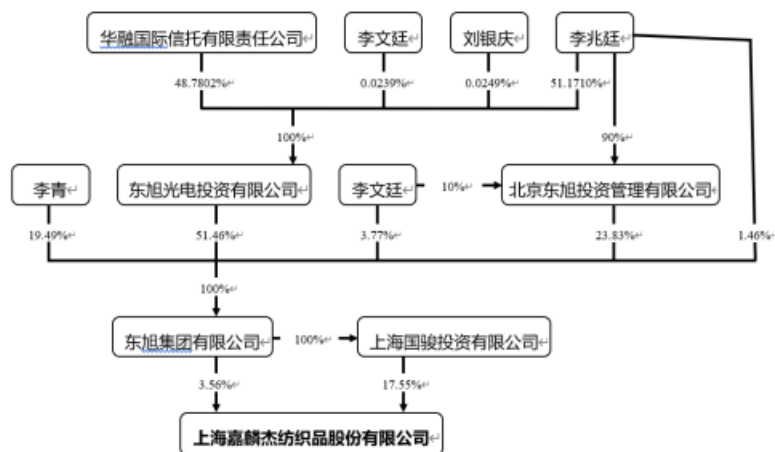 华融国际信托有限责任公司
李文廷
刘银庆
李兆廷
48.7802%
0.0239%
0.0249%
51.1710%
100%
90%
李青
东旭光电投资有限公司
李文廷
10%
北京东旭投资管理有限公司
19.49%
51.46%
3.77%
23.83%
1.46%
100%
东旭集团有限公司
100%
上海国骏投资有限公司
3.56%
17.55%
上海嘉麟杰纺织品股份有限公司